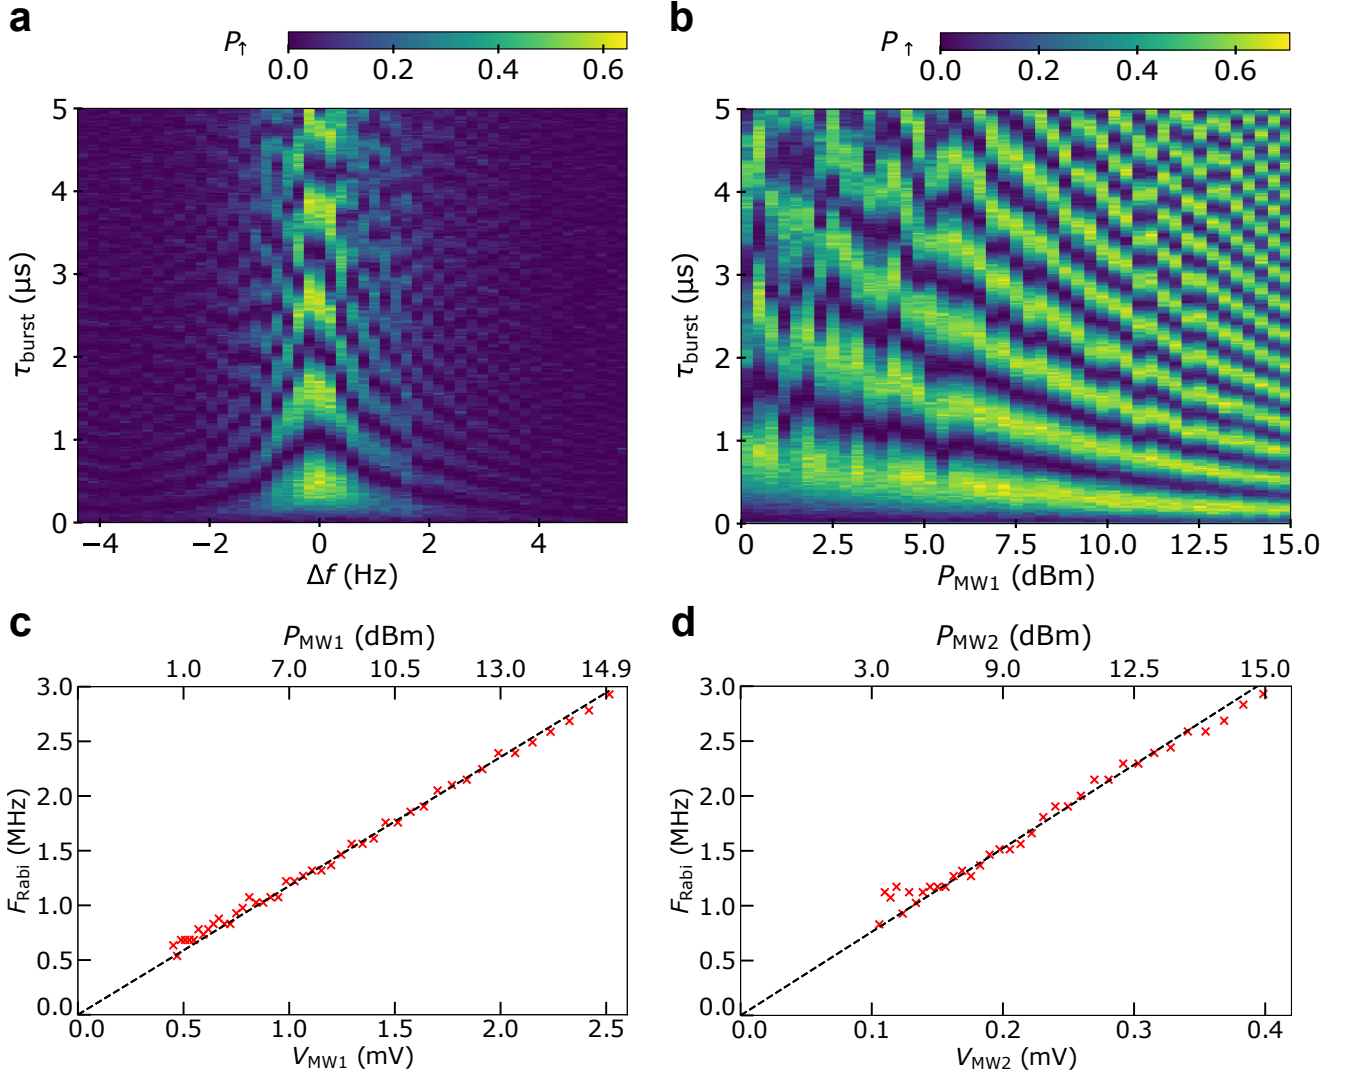 a
P↑
0.0 0.2 0.4 0.6
5
4
3
2
1
0
τburst (μs)
−4 −2 0 2 4
Δf (Hz)
b
P↑
0.0 0.2 0.4 0.6
5
4
3
2
1
0
τburst (μs)
0 2.5 5.0 7.5 10.0 12.5 15.0
PMW1 (dBm)
c
PMW1 (dBm)
1.0 7.0 10.5 13.0 14.9
3.0
2.5
2.0
1.5
1.0
0.5
0.0
FRabi (MHz)
0.0 0.5 1.0 1.5 2.0 2.5
VMW1 (mV)
d
PMW2 (dBm)
3.0 9.0 12.5 15.0
3.0
2.5
2.0
1.5
1.0
0.5
0.0
FRabi (MHz)
0.0 0.1 0.2 0.3 0.4
VMW2 (mV)